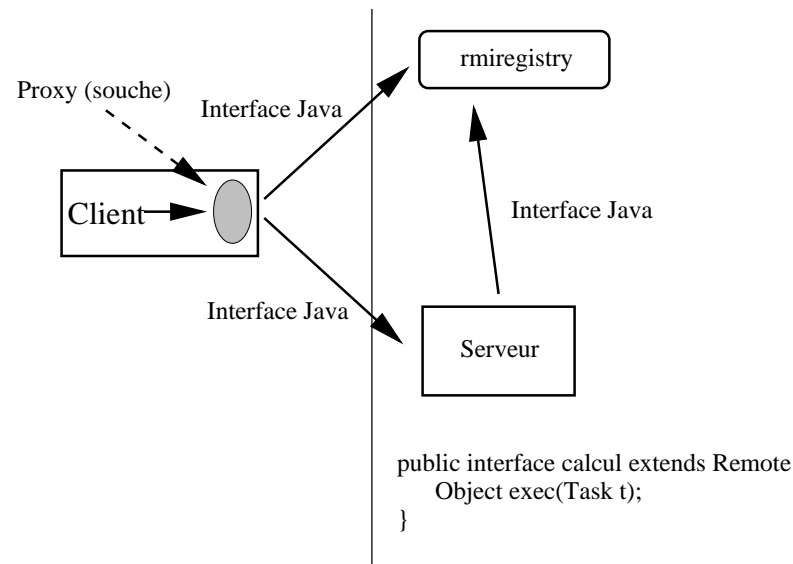 rmiregistry
Proxy (souche)
Interface Java
Client
Interface Java
Interface Java
Serveur
public interface calcul extends Remote
Object exec(Task t);
}